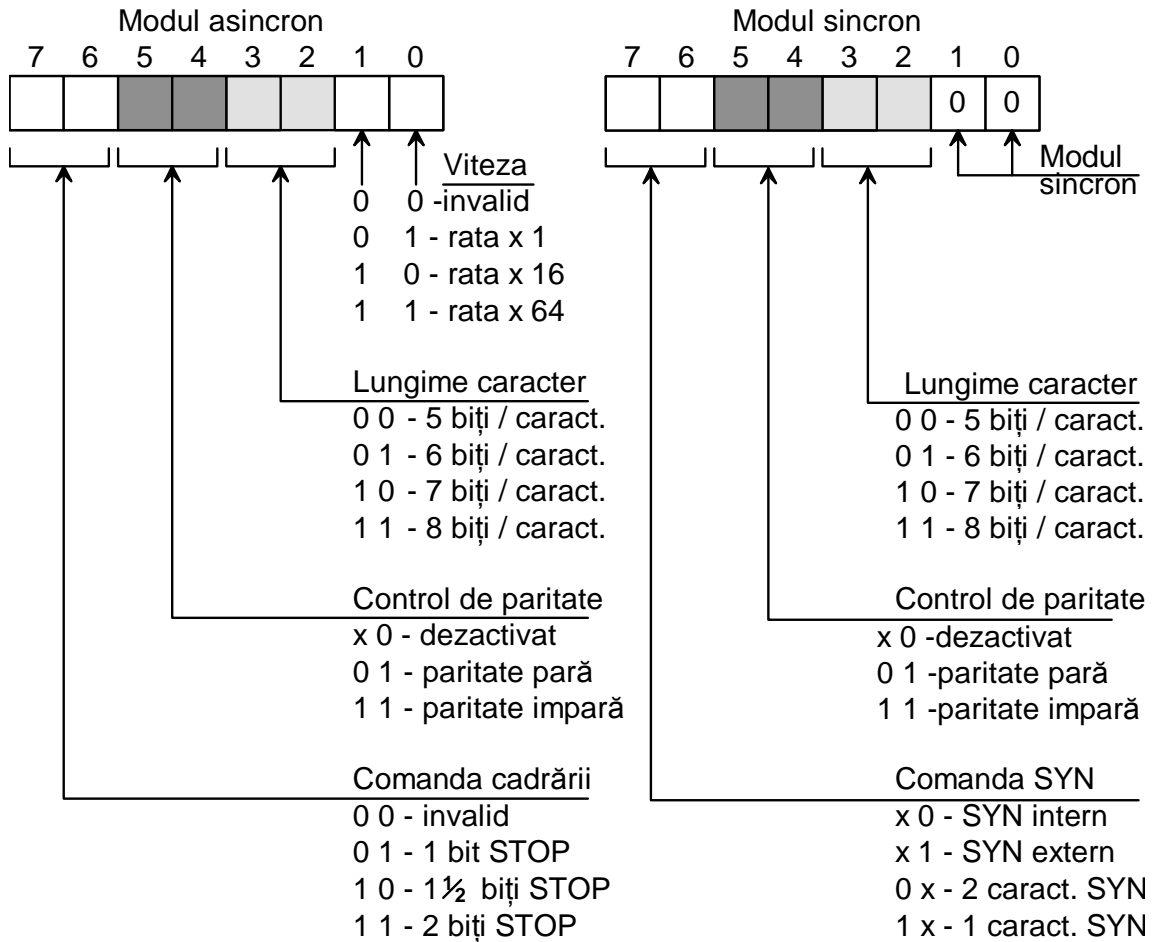 Modul asincron
7 6 5 4 3 2 1 0
Viteza
0 0 -invalid
0 1 - rata x 1
1 0 - rata x 16
1 1 - rata x 64
Lungime caracter
0 0 - 5 biți / caract.
0 1 - 6 biți / caract.
1 0 - 7 biți / caract.
1 1 - 8 biți / caract.
Control de paritate
x 0 - dezactivat
0 1 - paritate pară
1 1 - paritate impară
Comanda cadrării
0 0 - invalid
0 1 - 1 bit STOP
1 0 - 1½ biți STOP
1 1 - 2 biți STOP
Modul sincron
7 6 5 4 3 2 1 0
0 0
Modul
sincron
Lungime caracter
0 0 - 5 biți / caract.
0 1 - 6 biți / caract.
1 0 - 7 biți / caract.
1 1 - 8 biți / caract.
Control de paritate
x 0 -dezactivat
0 1 -paritate pară
1 1 -paritate impară
Comanda SYN
x 0 - SYN intern
x 1 - SYN extern
0 x - 2 caract. SYN
1 x - 1 caract. SYN